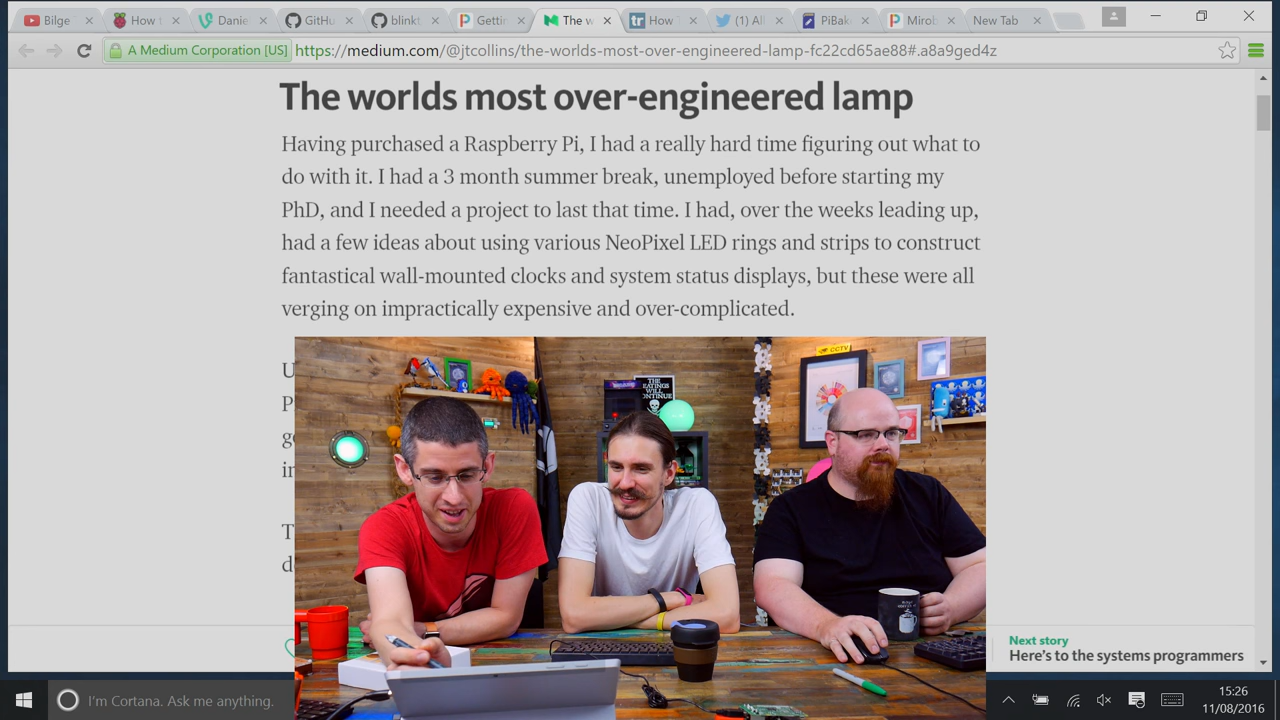 Bilge
How t
Danie
GitHu
blinkt
Gettin
The w
How T
(1) All
PiBak
Mirob
New Tab
A Medium Corporation [US]
https://medium.com/@jtcollins/the-worlds-most-over-engineered-lamp-fc22cd65ae88#.a8a9ged4z
The worlds most over-engineered lamp
Having purchased a Raspberry Pi, I had a really hard time figuring out what to
do with it. I had a 3 month summer break, unemployed before starting my
PhD, and I needed a project to last that time. I had, over the weeks leading up,
had a few ideas about using various NeoPixel LED rings and strips to construct
fantastical wall-mounted clocks and system status displays, but these were all
verging on impractically expensive and over-complicated.
U
P
g
in
T
d
CCTV
THE
BEATINGS
WILL
CONTINUE
Next story
Here's to the systems programmers
I'm Cortana. Ask me anything.
15:26
11/08/2016